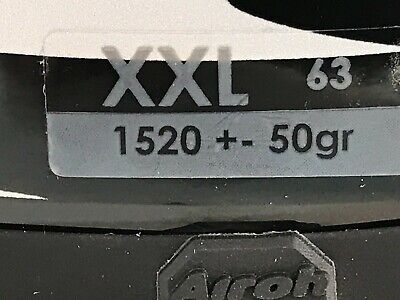 XXL 63
1520 +- 50gr
Airoh